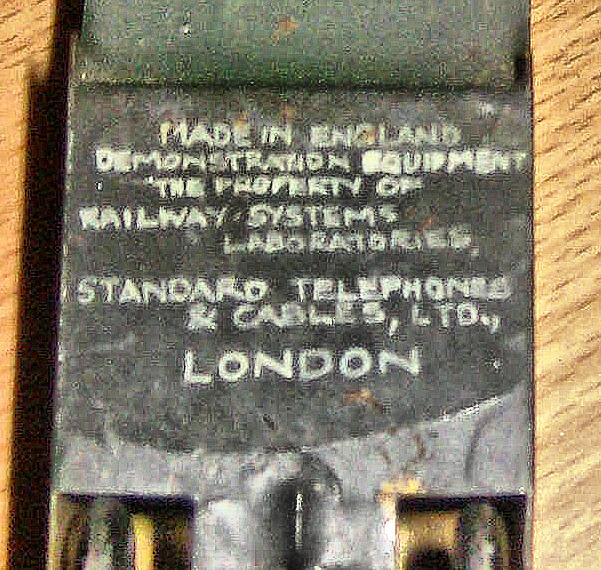 MADE IN ENGLAND
DEMONSTRATION EQUIPMENT
THE PROPERTY OF
RAILWAY SYSTEMS
LABORATORIES,
STANDARD TELEPHONES
& CABLES, LTD.,
LONDON